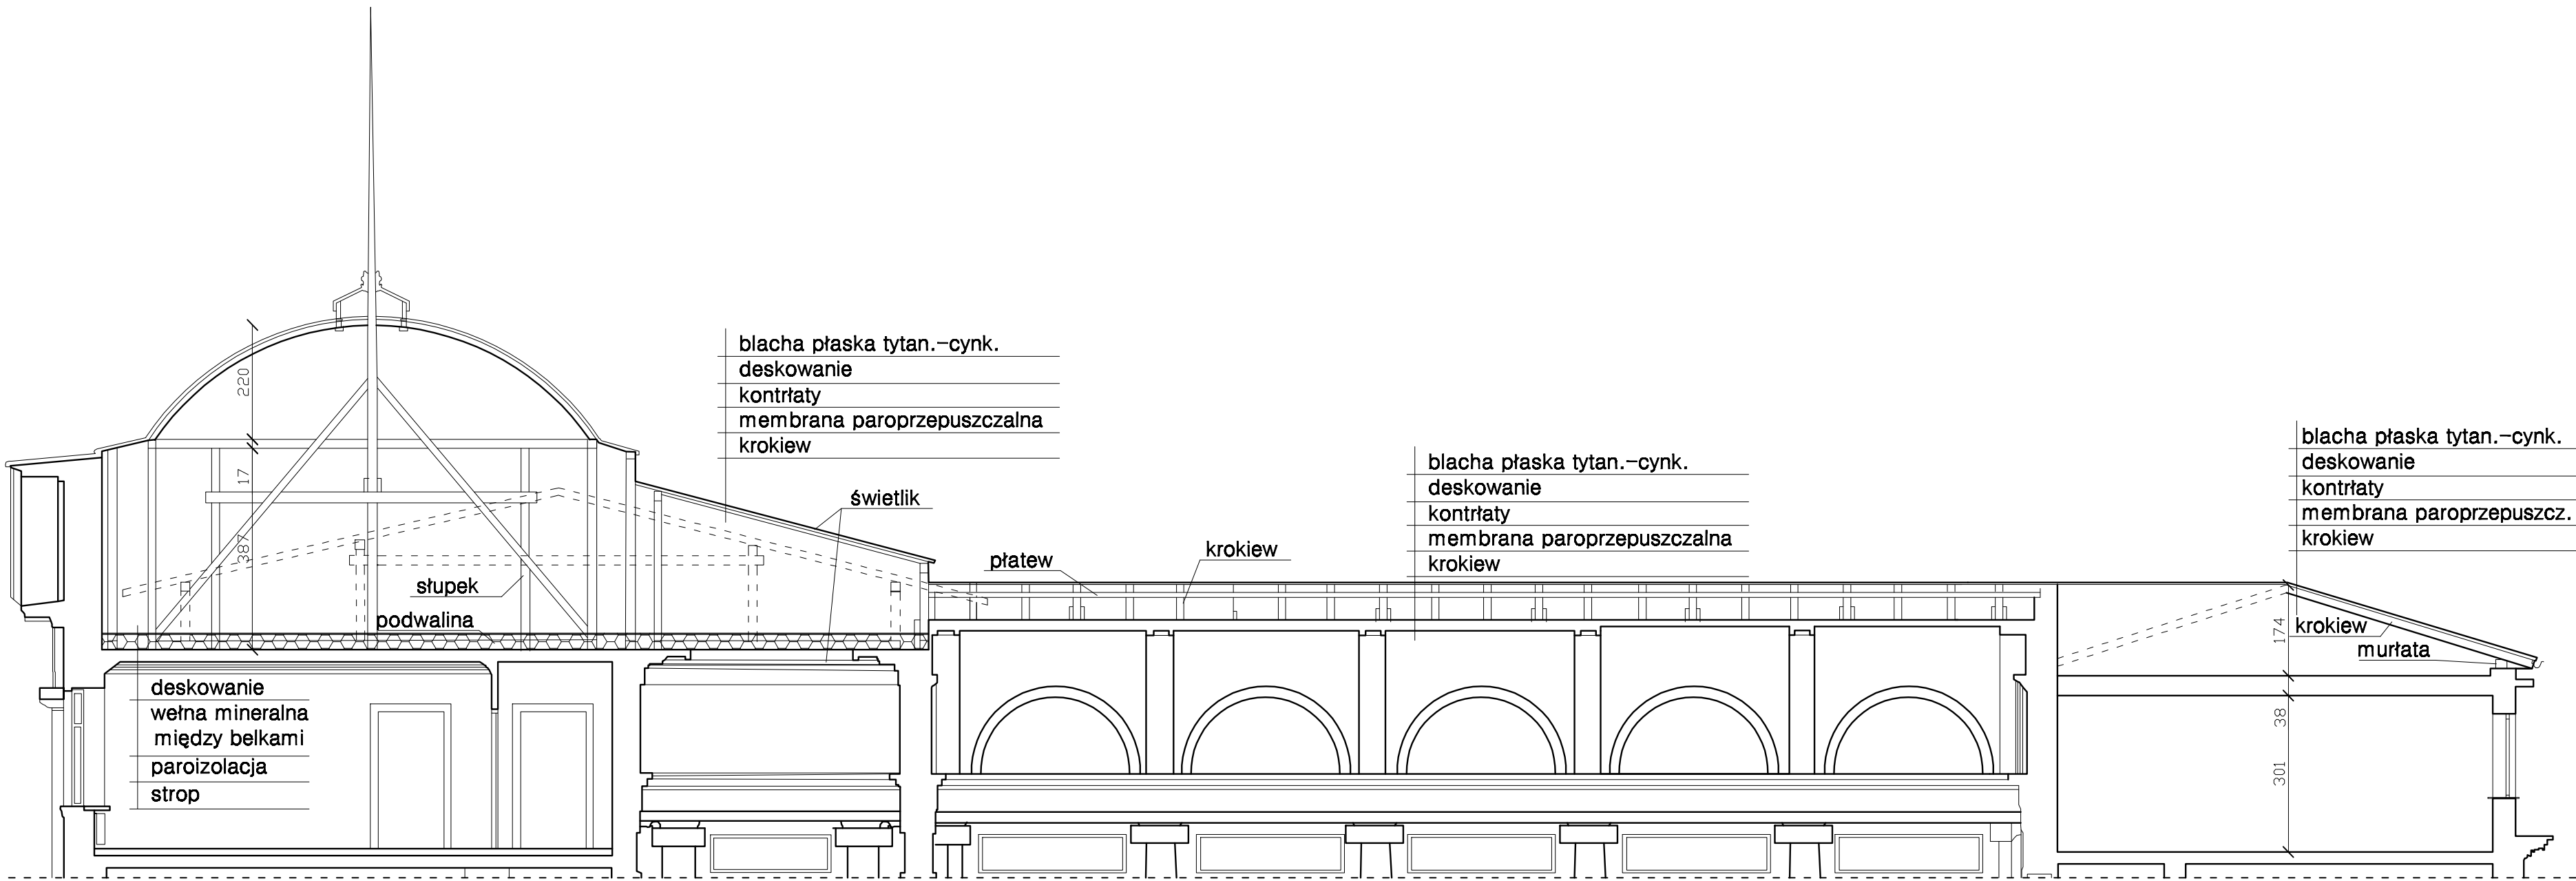 blacha płaska tytan.-cynk.
deskowanie
kontrłaty
membrana paroprzepuszczalna
krokiew
220
17
387
świetlik
słupek
podwalina
płatew
krokiew
blacha płaska tytan.-cynk.
deskowanie
kontrłaty
membrana paroprzepuszczalna
krokiew
blacha płaska tytan.-cynk.
deskowanie
kontrłaty
membrana paroprzepuszcz.
krokiew
krokiew
murłata
174
38
301
deskowanie
wełna mineralna
między belkami
paroizolacja
strop